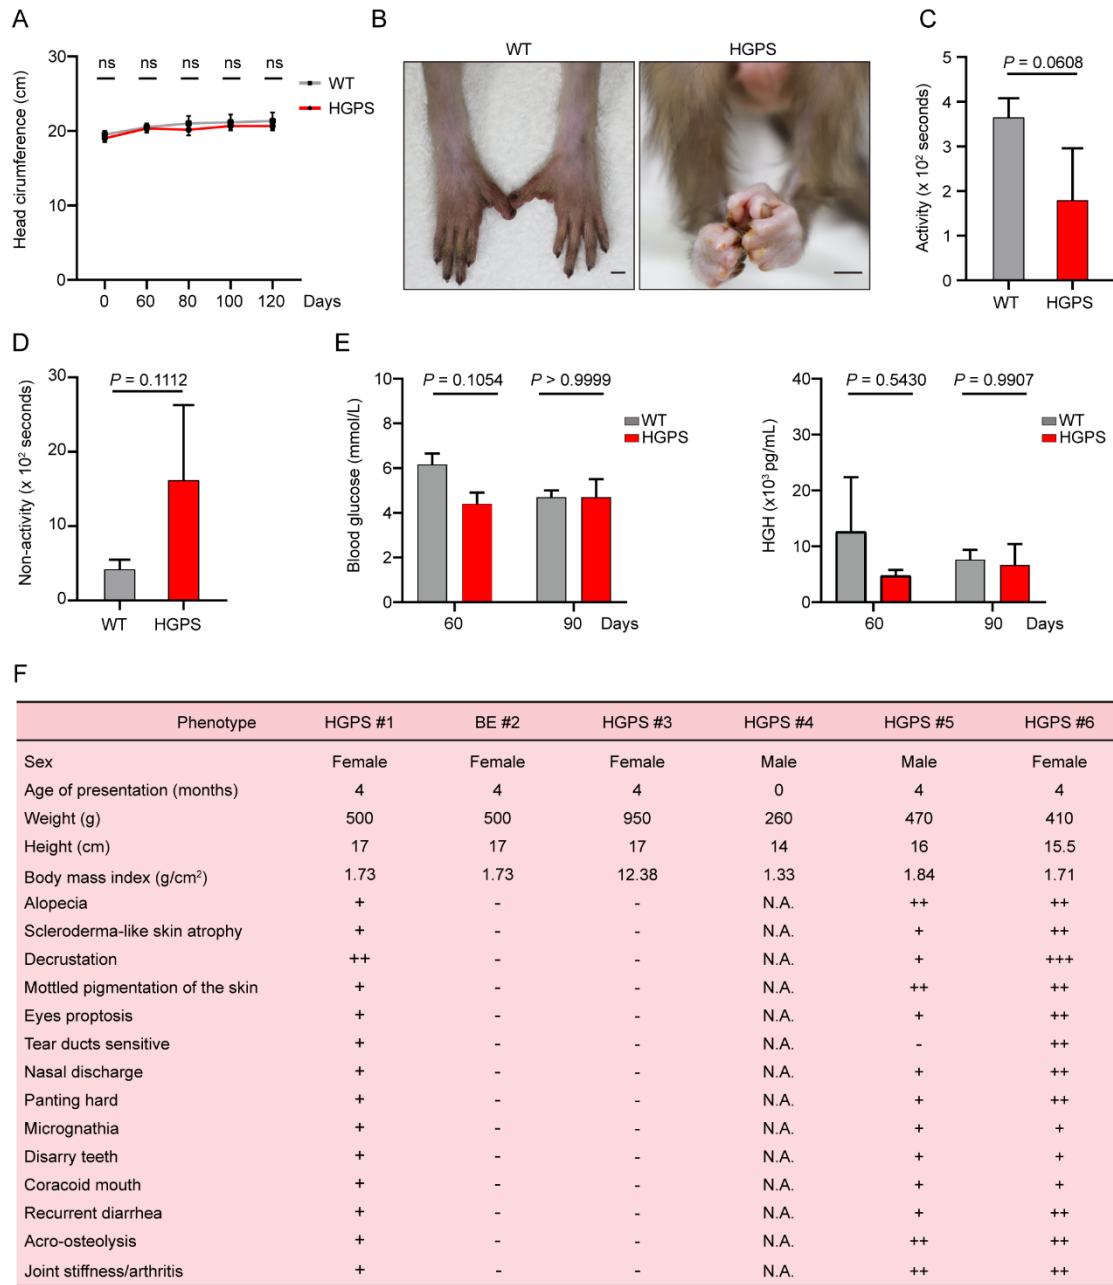 A
30
20
10
0
Head cirumference (cm)
ns ns ns ns ns
WT
HGPS
0 60 80 100 120 Days
B
WT HGPS
C
P = 0.0608
5
4
3
2
1
0
Activity (x 10² seconds)
WT HGPS
D
P = 0.1112
30
20
10
0
Non-activity (x 10² seconds)
WT HGPS
E
P = 0.1054 P > 0.9999
10
8
6
4
2
0
Blood glucose (mmol/L)
WT
HGPS
60 90 Days
P = 0.5430 P = 0.9907
40
30
20
10
0
HGH (x10³ pg/mL)
WT
HGPS
60 90 Days
F
Phenotype HGPS #1 BE #2 HGPS #3 HGPS #4 HGPS #5 HGPS #6
Sex Female Female Female Male Male Female
Age of presentation (months) 4 4 4 0 4 4
Weight (g) 500 500 950 260 470 410
Height (cm) 17 17 17 14 16 15.5
Body mass index (g/cm²) 1.73 1.73 12.38 1.33 1.84 1.71
Alopecia + - - N.A. ++ ++
Scleroderma-like skin atrophy + - - N.A. + ++
Decrustation ++ - - N.A. + +++
Mottled pigmentation of the skin + - - N.A. ++ ++
Eyes proptosis + - - N.A. + ++
Tear ducts sensitive + - - N.A. - ++
Nasal discharge + - - N.A. + ++
Panting hard + - - N.A. + ++
Micrognathia + - - N.A. + +
Disarry teeth + - - N.A. + +
Coracoid mouth + - - N.A. + +
Recurrent diarrhea + - - N.A. + ++
Acro-osteolysis + - - N.A. ++ ++
Joint stiffness/arthritis + - - N.A. ++ ++